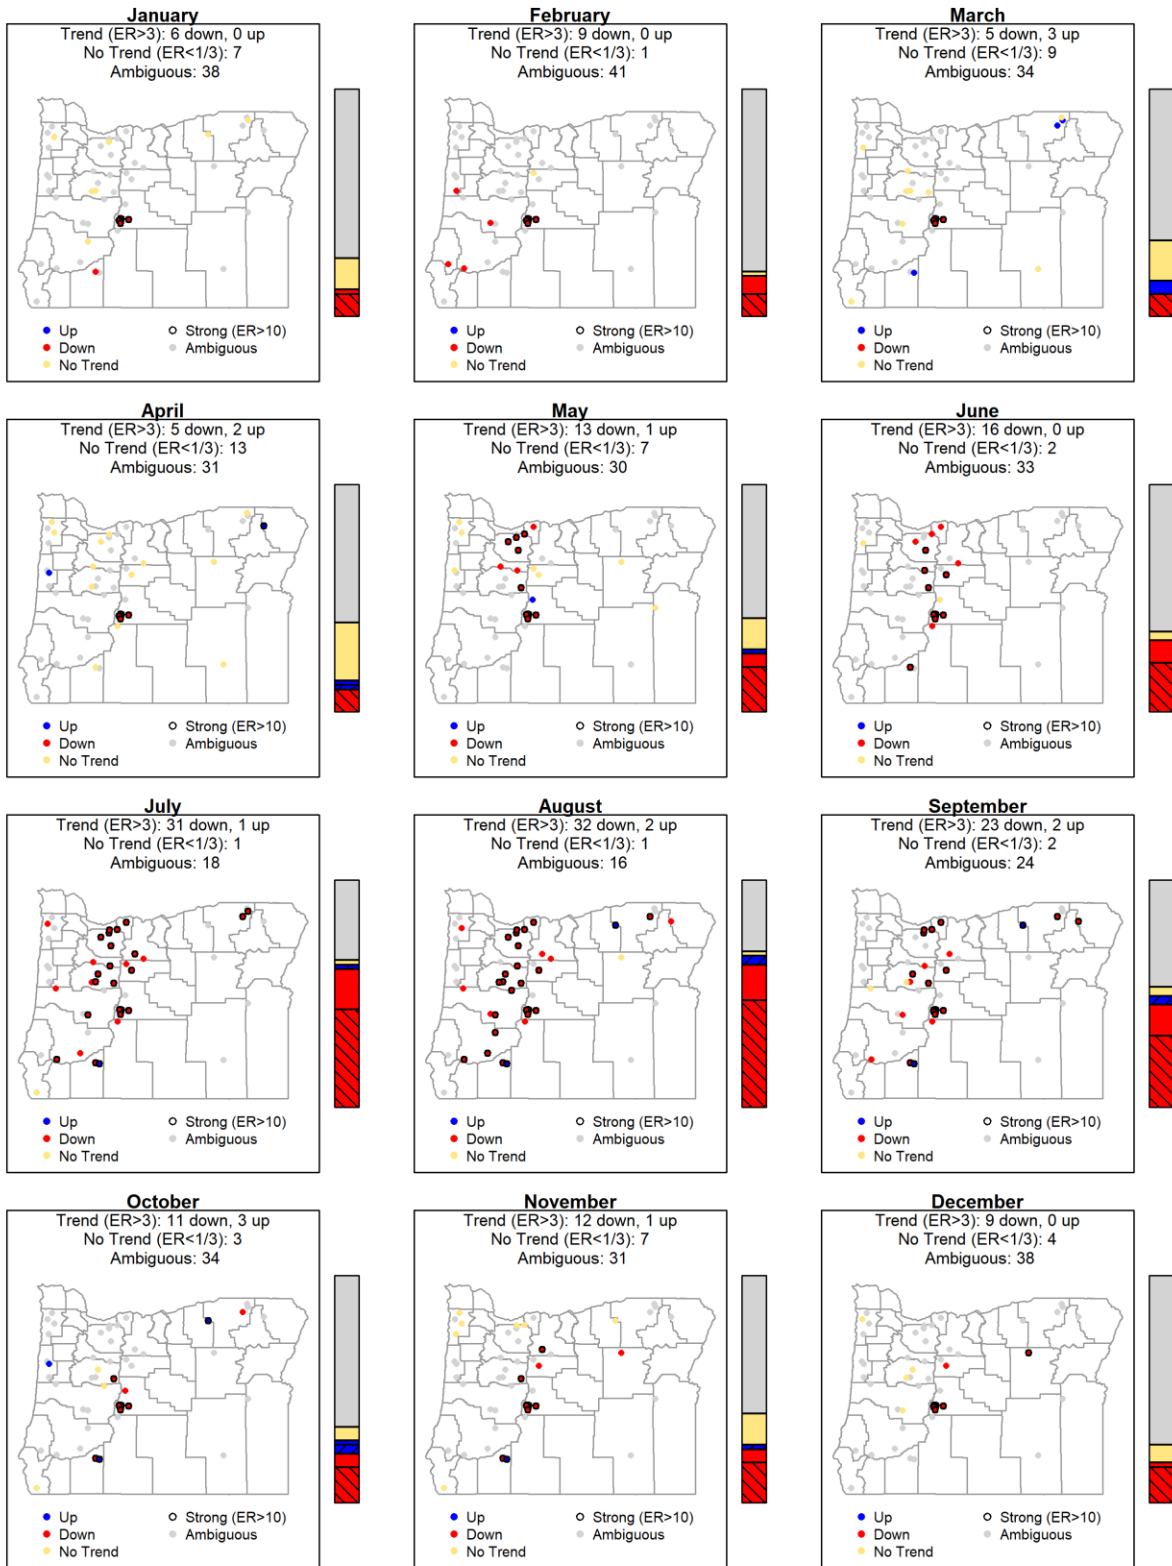 January
Trend (ER>3): 6 down, 0 up
No Trend (ER<1/3): 7
Ambiguous: 38
Up
Strong (ER>10)
Down
Ambiguous
No Trend
February
Trend (ER>3): 9 down, 0 up
No Trend (ER<1/3): 1
Ambiguous: 41
Up
Strong (ER>10)
Down
Ambiguous
No Trend
March
Trend (ER>3): 5 down, 3 up
No Trend (ER<1/3): 9
Ambiguous: 34
Up
Strong (ER>10)
Down
Ambiguous
No Trend
April
Trend (ER>3): 5 down, 2 up
No Trend (ER<1/3): 13
Ambiguous: 31
Up
Strong (ER>10)
Down
Ambiguous
No Trend
May
Trend (ER>3): 13 down, 1 up
No Trend (ER<1/3): 7
Ambiguous: 30
Up
Strong (ER>10)
Down
Ambiguous
No Trend
June
Trend (ER>3): 16 down, 0 up
No Trend (ER<1/3): 2
Ambiguous: 33
Up
Strong (ER>10)
Down
Ambiguous
No Trend
July
Trend (ER>3): 31 down, 1 up
No Trend (ER<1/3): 1
Ambiguous: 18
Up
Strong (ER>10)
Down
Ambiguous
No Trend
August
Trend (ER>3): 32 down, 2 up
No Trend (ER<1/3): 1
Ambiguous: 16
Up
Strong (ER>10)
Down
Ambiguous
No Trend
September
Trend (ER>3): 23 down, 2 up
No Trend (ER<1/3): 2
Ambiguous: 24
Up
Strong (ER>10)
Down
Ambiguous
No Trend
October
Trend (ER>3): 11 down, 3 up
No Trend (ER<1/3): 3
Ambiguous: 34
Up
Strong (ER>10)
Down
Ambiguous
No Trend
November
Trend (ER>3): 12 down, 1 up
No Trend (ER<1/3): 7
Ambiguous: 31
Up
Strong (ER>10)
Down
Ambiguous
No Trend
December
Trend (ER>3): 9 down, 0 up
No Trend (ER<1/3): 4
Ambiguous: 38
Up
Strong (ER>10)
Down
Ambiguous
No Trend